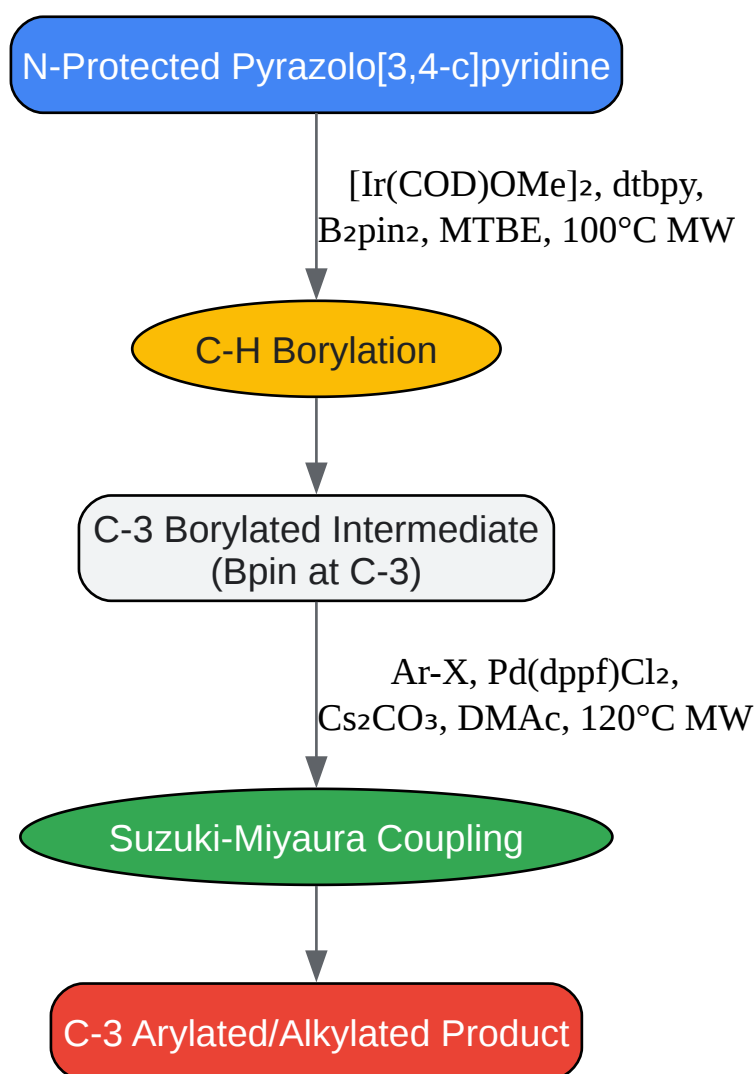 N-Protected Pyrazolo[3,4-c]pyridine
[Ir(COD)OMe]₂, dtbpy,
B₂pin₂, MTBE, 100°C MW
C-H Borylation
C-3 Borylated Intermediate
(Bpin at C-3)
Ar-X, Pd(dppf)Cl₂,
Cs₂CO₃, DMAc, 120°C MW
Suzuki-Miyaura Coupling
C-3 Arylated/Alkylated Product